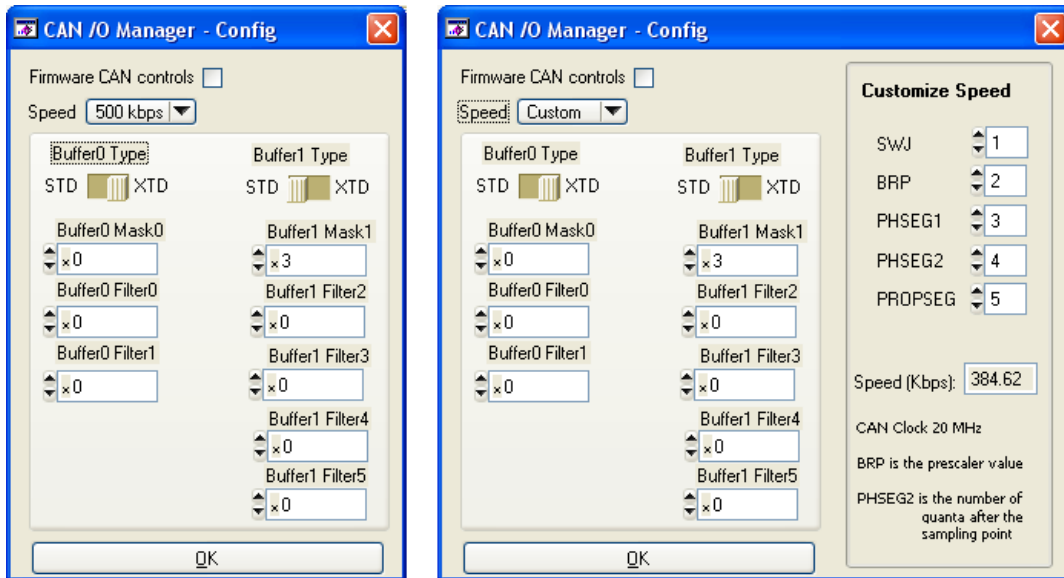 CAN /O Manager - Config
Firmware CAN controls
Speed 500 kbps
Buffer0 Type Buffer1 Type
STD XTD STD XTD
Buffer0 Mask0 Buffer1 Mask1
x0 x3
Buffer0 Filter0 Buffer1 Filter2
x0 x0
Buffer0 Filter1 Buffer1 Filter3
x0 x0
Buffer1 Filter4
x0
Buffer1 Filter5
x0
OK
CAN /O Manager - Config
Firmware CAN controls
Speed Custom
Buffer0 Type Buffer1 Type
STD XTD STD XTD
Buffer0 Mask0 Buffer1 Mask1
x0 x3
Buffer0 Filter0 Buffer1 Filter2
x0 x0
Buffer0 Filter1 Buffer1 Filter3
x0 x0
Buffer1 Filter4
x0
Buffer1 Filter5
x0
OK
Customize Speed
SWJ 1
BRP 2
PHSEG1 3
PHSEG2 4
PROPSEG 5
Speed (Kbps): 384.62
CAN Clock 20 MHz
BRP is the prescaler value
PHSEG2 is the number of
quanta after the
sampling point